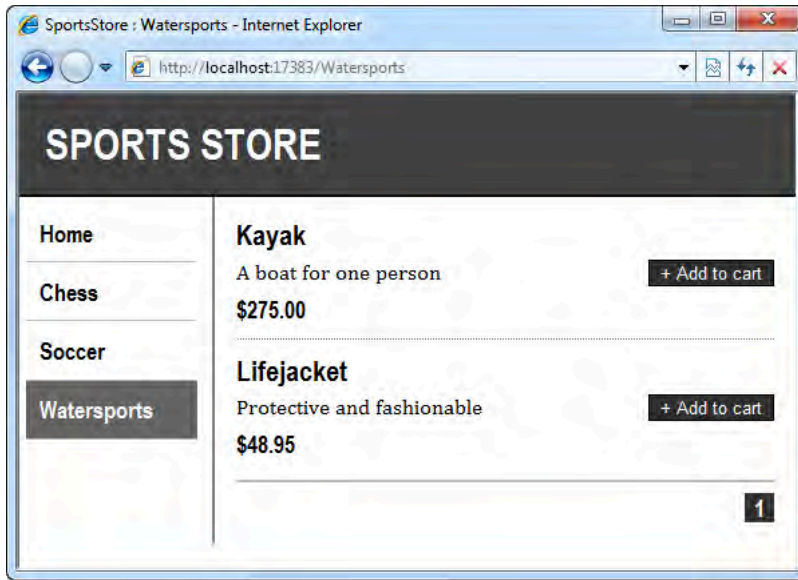 SportsStore : Watersports - Internet Explorer
http://localhost:17383/Watersports
SPORTS STORE
Home
Chess
Soccer
Watersports
Kayak
A boat for one person
+ Add to cart
$275.00
Lifejacket
Protective and fashionable
+ Add to cart
$48.95
1